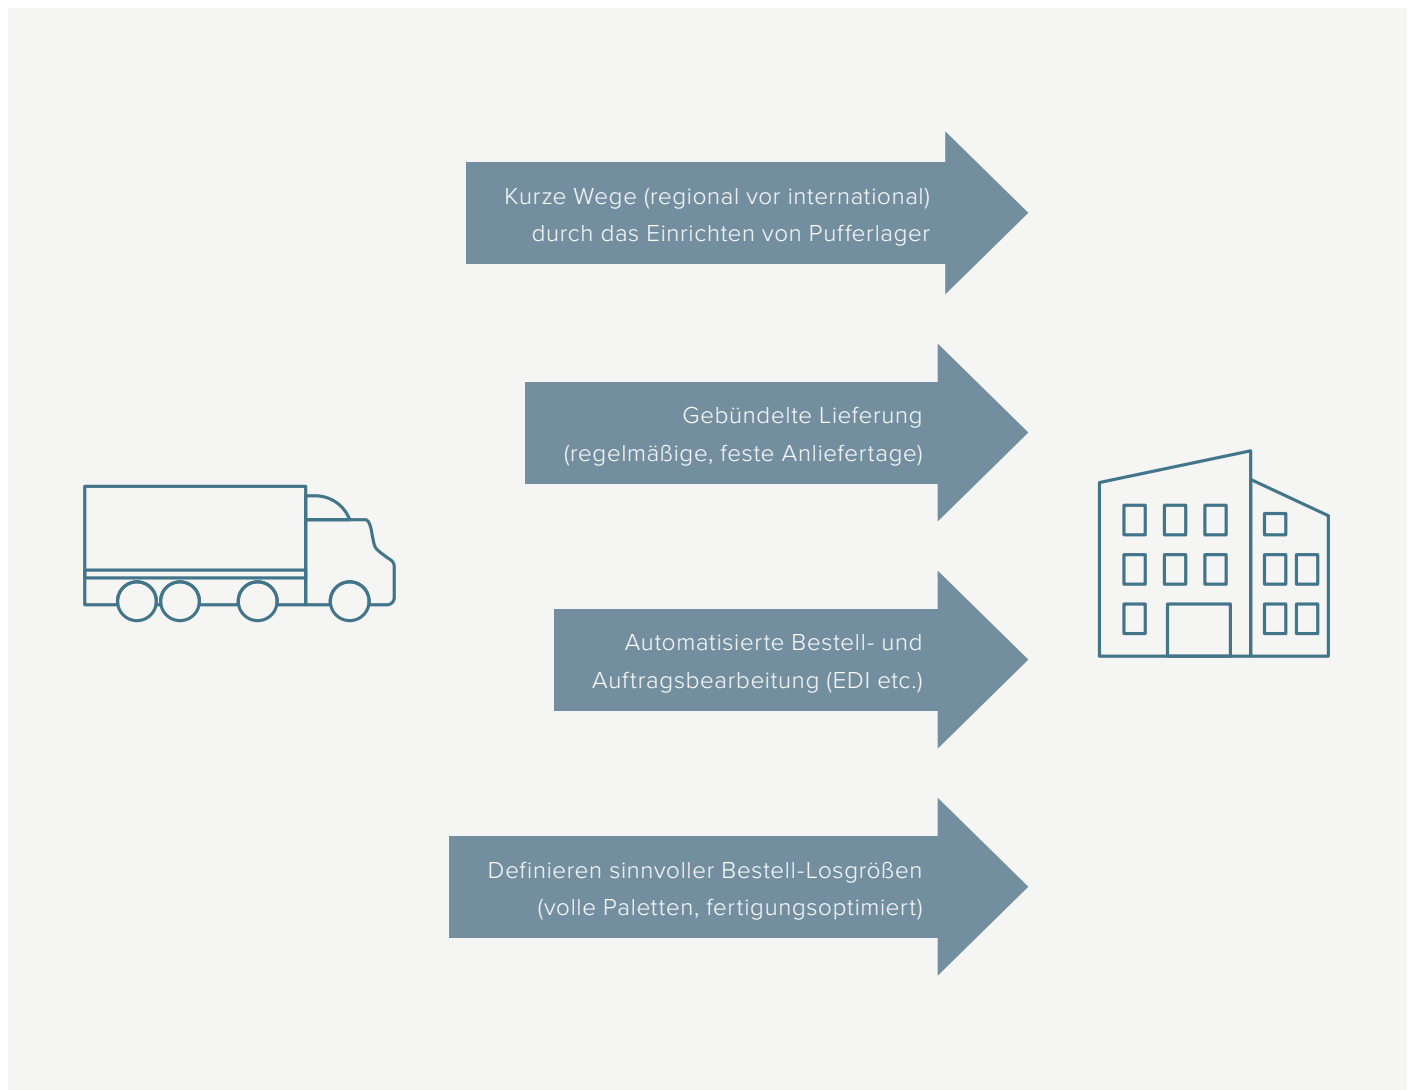 Kurze Wege (regional vor international)
durch das Einrichten von Pufferlager
Gebündelte Lieferung
(regelmäßige, feste Anliefertage)
Automatisierte Bestell- und
Auftragsbearbeitung (EDI etc.)
Definieren sinnvoller Bestell-Losgrößen
(volle Paletten, fertigungsoptimiert)